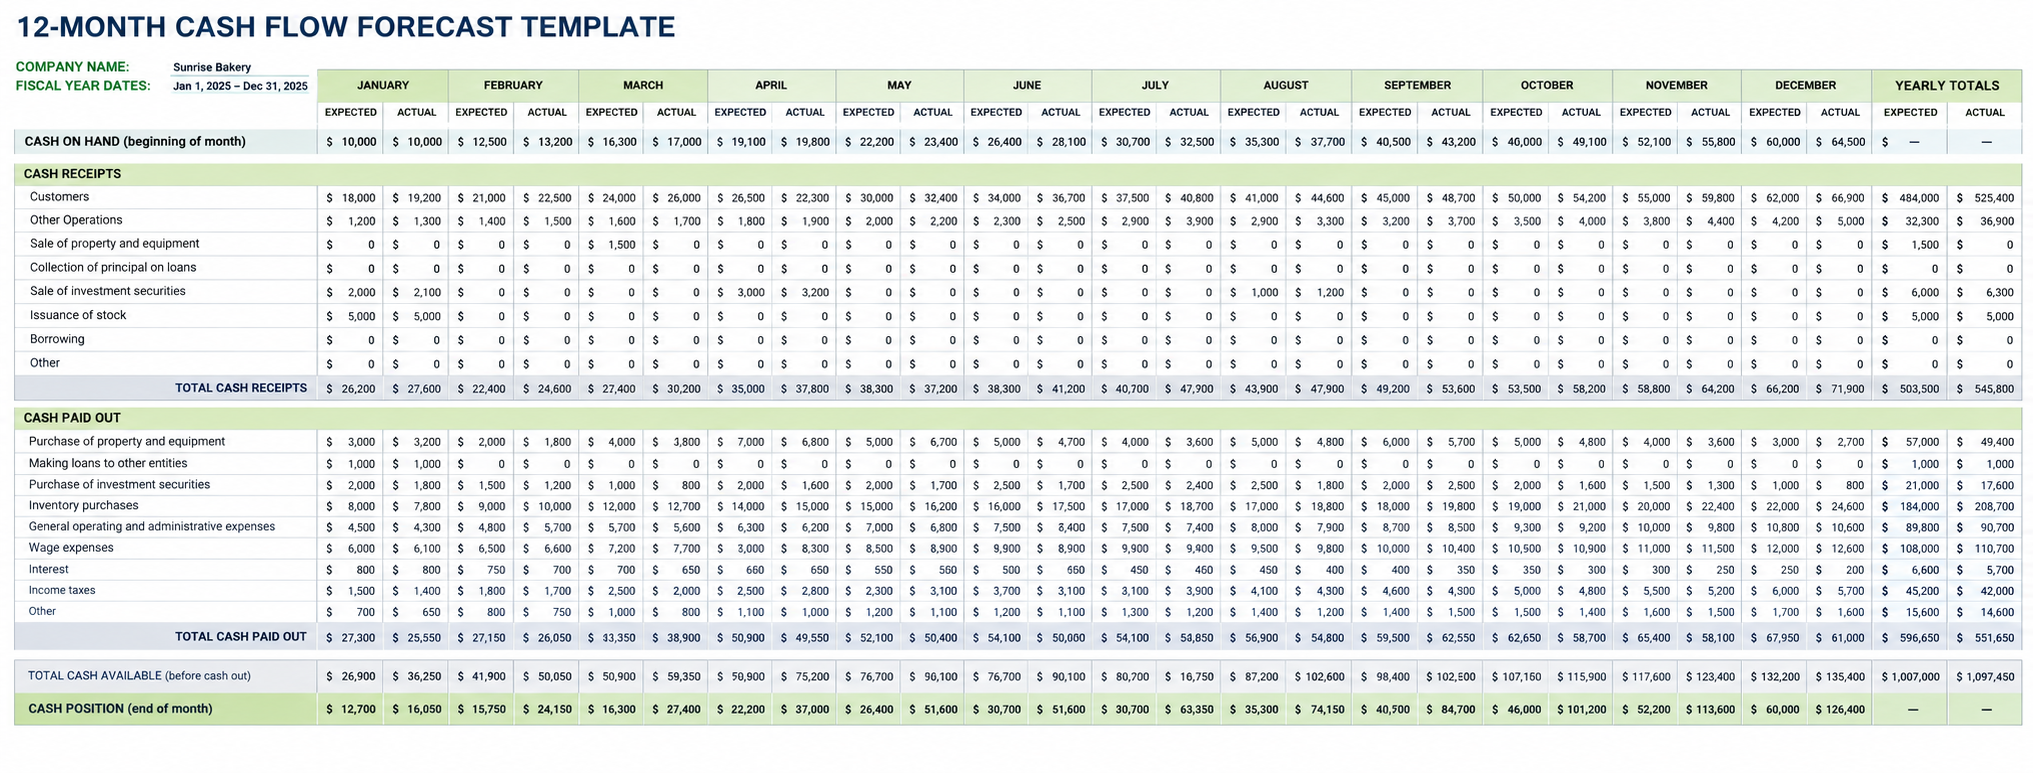 12-MONTH CASH FLOW FORECAST TEMPLATE
COMPANY NAME: Sunrise Bakery
FISCAL YEAR DATES: Jan 1, 2025 – Dec 31, 2025
JANUARY FEBRUARY MARCH APRIL MAY JUNE JULY AUGUST SEPTEMBER OCTOBER NOVEMBER DECEMBER YEARLY TOTALS
EXPECTED ACTUAL EXPECTED ACTUAL EXPECTED ACTUAL EXPECTED ACTUAL EXPECTED ACTUAL EXPECTED ACTUAL EXPECTED ACTUAL EXPECTED ACTUAL EXPECTED ACTUAL EXPECTED ACTUAL EXPECTED ACTUAL EXPECTED ACTUAL EXPECTED ACTUAL
CASH ON HAND (beginning of month) $ 10,000 $ 10,000 $ 12,500 $ 13,200 $ 16,300 $ 17,000 $ 19,100 $ 19,800 $ 22,200 $ 23,400 $ 26,400 $ 28,100 $ 30,700 $ 32,500 $ 35,300 $ 37,700 $ 40,500 $ 43,200 $ 40,000 $ 49,100 $ 52,100 $ 55,800 $ 60,000 $ 64,500 $ — —
CASH RECEIPTS
Customers $ 18,000 $ 19,200 $ 21,000 $ 22,500 $ 24,000 $ 26,000 $ 26,500 $ 22,300 $ 30,000 $ 32,400 $ 34,000 $ 36,700 $ 37,500 $ 40,800 $ 41,000 $ 44,600 $ 45,000 $ 48,700 $ 50,000 $ 54,200 $ 55,000 $ 59,800 $ 62,000 $ 66,900 $ 484,000 $ 525,400
Other Operations $ 1,200 $ 1,300 $ 1,400 $ 1,500 $ 1,600 $ 1,700 $ 1,800 $ 1,900 $ 2,000 $ 2,200 $ 2,300 $ 2,500 $ 2,900 $ 3,900 $ 2,900 $ 3,300 $ 3,200 $ 3,700 $ 3,500 $ 4,000 $ 3,800 $ 4,400 $ 4,200 $ 5,000 $ 32,300 $ 36,900
Sale of property and equipment $ 0 $ 0 $ 0 $ 0 $ 1,500 $ 0 $ 0 $ 0 $ 0 $ 0 $ 0 $ 0 $ 0 $ 0 $ 0 $ 0 $ 0 $ 0 $ 0 $ 0 $ 0 $ 0 $ 0 $ 0 $ 1,500 $ 0
Collection of principal on loans $ 0 $ 0 $ 0 $ 0 $ 0 $ 0 $ 0 $ 0 $ 0 $ 0 $ 0 $ 0 $ 0 $ 0 $ 0 $ 0 $ 0 $ 0 $ 0 $ 0 $ 0 $ 0 $ 0 $ 0 $ 0 $ 0
Sale of investment securities $ 2,000 $ 2,100 $ 0 $ 0 $ 0 $ 0 $ 3,000 $ 3,200 $ 0 $ 0 $ 0 $ 0 $ 0 $ 0 $ 1,000 $ 1,200 $ 0 $ 0 $ 0 $ 0 $ 0 $ 0 $ 0 $ 0 $ 6,000 $ 6,300
Issuance of stock $ 5,000 $ 5,000 $ 0 $ 0 $ 0 $ 0 $ 0 $ 0 $ 0 $ 0 $ 0 $ 0 $ 0 $ 0 $ 0 $ 0 $ 0 $ 0 $ 0 $ 0 $ 0 $ 0 $ 0 $ 0 $ 5,000 $ 5,000
Borrowing $ 0 $ 0 $ 0 $ 0 $ 0 $ 0 $ 0 $ 0 $ 0 $ 0 $ 0 $ 0 $ 0 $ 0 $ 0 $ 0 $ 0 $ 0 $ 0 $ 0 $ 0 $ 0 $ 0 $ 0 $ 0 $ 0
Other $ 0 $ 0 $ 0 $ 0 $ 0 $ 0 $ 0 $ 0 $ 0 $ 0 $ 0 $ 0 $ 0 $ 0 $ 0 $ 0 $ 0 $ 0 $ 0 $ 0 $ 0 $ 0 $ 0 $ 0 $ 0 $ 0
TOTAL CASH RECEIPTS $ 26,200 $ 27,600 $ 22,400 $ 24,600 $ 27,400 $ 30,200 $ 35,000 $ 37,800 $ 38,300 $ 37,200 $ 38,300 $ 41,200 $ 40,700 $ 47,900 $ 43,900 $ 47,900 $ 49,200 $ 53,600 $ 53,500 $ 58,200 $ 58,800 $ 64,200 $ 66,200 $ 71,900 $ 503,500 $ 545,800
CASH PAID OUT
Purchase of property and equipment $ 3,000 $ 3,200 $ 2,000 $ 1,800 $ 4,000 $ 3,800 $ 7,000 $ 6,800 $ 5,000 $ 6,700 $ 5,000 $ 4,700 $ 4,000 $ 3,600 $ 5,000 $ 4,800 $ 6,000 $ 5,700 $ 5,000 $ 4,800 $ 4,000 $ 3,600 $ 3,000 $ 2,700 $ 57,000 $ 49,400
Making loans to other entities $ 1,000 $ 1,000 $ 0 $ 0 $ 0 $ 0 $ 0 $ 0 $ 0 $ 0 $ 0 $ 0 $ 0 $ 0 $ 0 $ 0 $ 0 $ 0 $ 0 $ 0 $ 0 $ 0 $ 0 $ 0 $ 1,000 $ 1,000
Purchase of investment securities $ 2,000 $ 1,800 $ 1,500 $ 1,200 $ 1,000 $ 800 $ 2,000 $ 1,600 $ 2,000 $ 1,700 $ 2,500 $ 1,700 $ 2,500 $ 2,400 $ 2,500 $ 1,800 $ 2,000 $ 2,500 $ 2,000 $ 1,600 $ 1,500 $ 1,300 $ 1,000 $ 800 $ 21,000 $ 17,600
Inventory purchases $ 8,000 $ 7,800 $ 9,000 $ 10,000 $ 12,000 $ 12,700 $ 14,000 $ 15,000 $ 15,000 $ 16,200 $ 16,000 $ 17,500 $ 17,000 $ 18,700 $ 17,000 $ 18,800 $ 18,000 $ 19,800 $ 19,000 $ 21,000 $ 20,000 $ 22,400 $ 22,000 $ 24,600 $ 184,000 $ 208,700
General operating and administrative expenses $ 4,500 $ 4,300 $ 4,800 $ 5,700 $ 5,700 $ 5,600 $ 6,300 $ 6,200 $ 7,000 $ 6,800 $ 7,500 $ 8,400 $ 7,500 $ 7,400 $ 8,000 $ 7,900 $ 8,700 $ 8,500 $ 9,300 $ 9,200 $ 10,000 $ 9,800 $ 10,800 $ 10,600 $ 89,800 $ 90,700
Wage expenses $ 6,000 $ 6,100 $ 6,500 $ 6,600 $ 7,200 $ 7,700 $ 3,000 $ 8,300 $ 8,500 $ 8,900 $ 9,900 $ 8,900 $ 9,900 $ 9,400 $ 9,500 $ 9,800 $ 10,000 $ 10,400 $ 10,500 $ 10,900 $ 11,000 $ 11,500 $ 12,000 $ 12,600 $ 108,000 $ 110,700
Interest $ 800 $ 800 $ 750 $ 700 $ 700 $ 650 $ 660 $ 650 $ 550 $ 560 $ 500 $ 650 $ 450 $ 460 $ 450 $ 400 $ 400 $ 350 $ 350 $ 300 $ 300 $ 250 $ 250 $ 200 $ 6,600 $ 5,700
Income taxes $ 1,500 $ 1,400 $ 1,800 $ 1,700 $ 2,500 $ 2,000 $ 2,500 $ 2,800 $ 2,300 $ 3,100 $ 3,700 $ 3,100 $ 3,100 $ 3,900 $ 4,100 $ 4,300 $ 4,600 $ 4,300 $ 5,000 $ 4,800 $ 5,500 $ 5,200 $ 6,000 $ 5,700 $ 45,200 $ 42,000
Other $ 700 $ 650 $ 800 $ 750 $ 1,000 $ 800 $ 1,100 $ 1,000 $ 1,200 $ 1,100 $ 1,200 $ 1,100 $ 1,300 $ 1,200 $ 1,400 $ 1,200 $ 1,400 $ 1,500 $ 1,500 $ 1,400 $ 1,600 $ 1,500 $ 1,700 $ 1,600 $ 15,600 $ 14,600
TOTAL CASH PAID OUT $ 27,300 $ 25,550 $ 27,150 $ 26,050 $ 33,350 $ 38,900 $ 50,900 $ 49,550 $ 52,100 $ 50,400 $ 54,100 $ 50,000 $ 54,100 $ 58,850 $ 56,900 $ 54,800 $ 59,500 $ 62,550 $ 62,650 $ 58,700 $ 65,400 $ 58,100 $ 67,950 $ 61,000 $ 596,650 $ 551,650
TOTAL CASH AVAILABLE (before cash out) $ 26,900 $ 36,250 $ 41,900 $ 50,050 $ 50,900 $ 59,350 $ 50,900 $ 75,200 $ 76,700 $ 90,100 $ 76,700 $ 90,100 $ 80,700 $ 16,750 $ 87,200 $ 102,600 $ 98,400 $ 102,500 $ 107,150 $ 115,900 $ 117,600 $ 123,400 $ 132,200 $ 135,400 $ 1,007,000 $ 1,097,450
CASH POSITION (end of month) $ 12,700 $ 16,050 $ 15,750 $ 24,150 $ 16,300 $ 27,400 $ 22,200 $ 37,000 $ 26,400 $ 51,600 $ 30,700 $ 51,600 $ 30,700 $ 63,350 $ 35,300 $ 74,150 $ 40,500 $ 84,700 $ 46,000 $ 101,200 $ 52,200 $ 113,600 $ 60,000 $ 126,400 — —